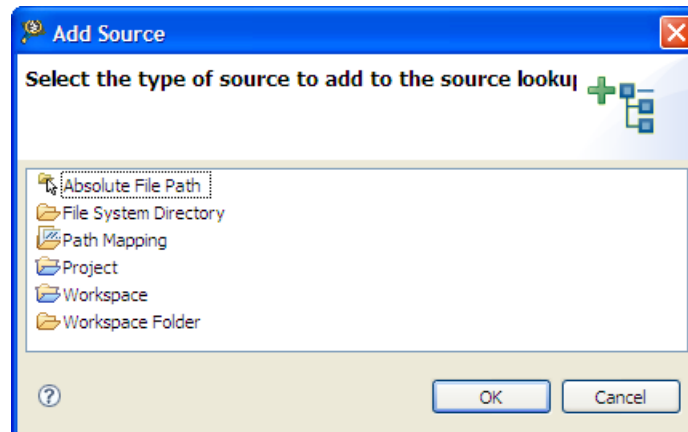 Add Source
Select the type of source to add to the source lookup
Absolute File Path
File System Directory
Path Mapping
Project
Workspace
Workspace Folder
OK
Cancel